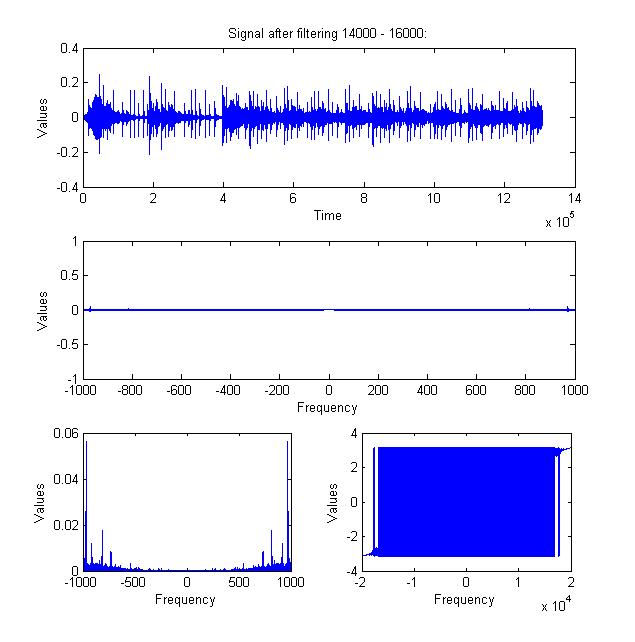 Signal after filtering 14000 - 16000:
0.4
0.2
0
-0.2
-0.4
Values
0 2 4 6 8 10 12 14
Time
x 10^5
1
0.5
0
-0.5
-1
Values
-1000 -800 -600 -400 -200 0 200 400 600 800 1000
Frequency
0.06
0.04
0.02
0
Values
-1000 -500 0 500 1000
Frequency
4
2
0
-2
-4
Values
-2 -1 0 1 2
Frequency
x 10^4